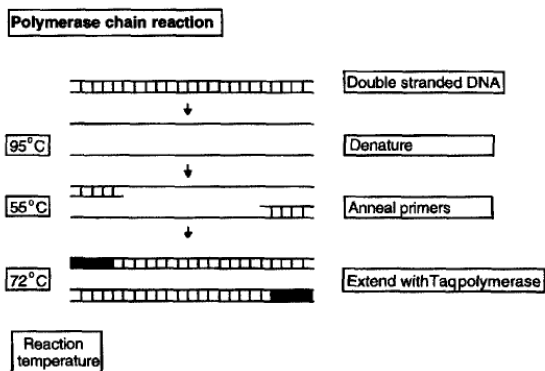 Polymerase chain reaction
Double stranded DNA
95°C
Denature
55°C
Anneal primers
72°C
Extend withTaqpolymerase
Reaction
temperature